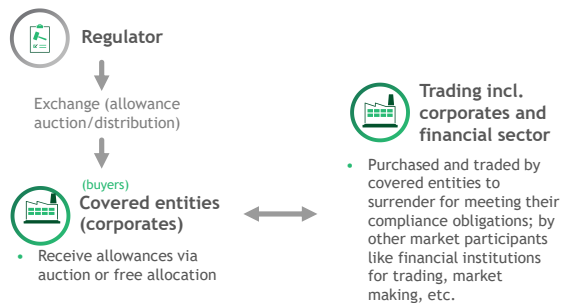 Regulator
Exchange (allowance
auction/distribution)
(buyers)
Covered entities
(corporates)
• Receive allowances via
auction or free allocation
Trading incl.
corporates and
financial sector
• Purchased and traded by
covered entities to
surrender for meeting their
compliance obligations; by
other market participants
like financial institutions
for trading, market
making, etc.